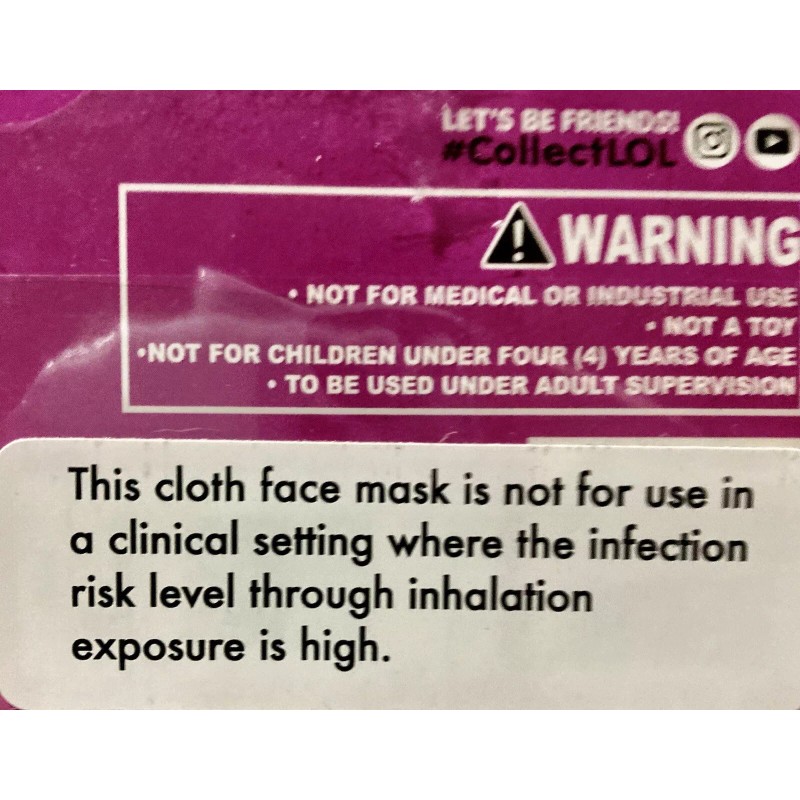 LET'S BE FRIENDS!
#CollectLOL
WARNING
• NOT FOR MEDICAL OR INDUSTRIAL USE
• NOT A TOY
•NOT FOR CHILDREN UNDER FOUR (4) YEARS OF AGE
• TO BE USED UNDER ADULT SUPERVISION
This cloth face mask is not for use in
a clinical setting where the infection
risk level through inhalation
exposure is high.